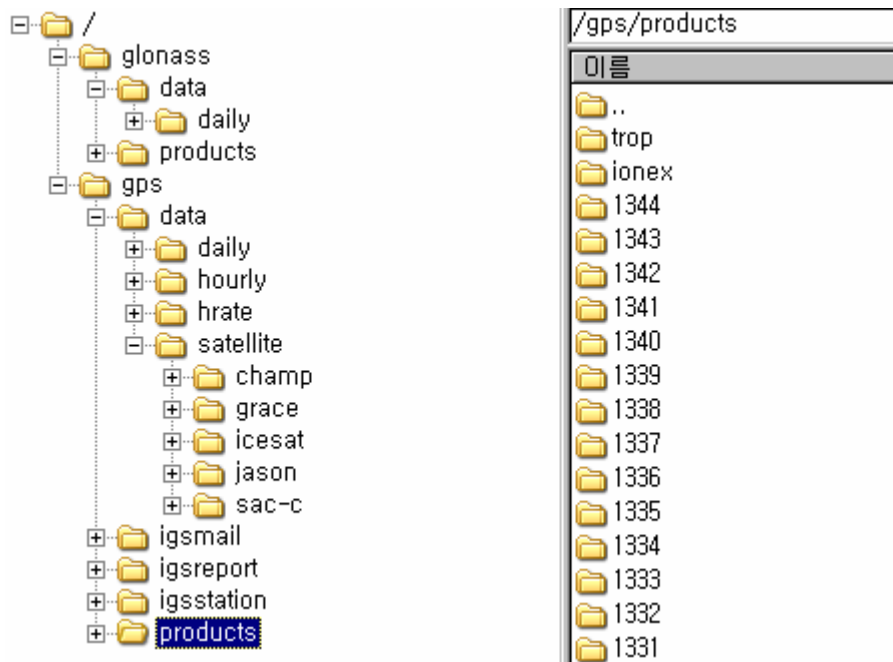 /
glonass
data
daily
products
gps
data
daily
hourly
hrate
satellite
champ
grace
icesat
jason
sac-c
igsmail
igsreport
igsstation
products
/gps/products
이름
..
trop
ionex
1344
1343
1342
1341
1340
1339
1338
1337
1336
1335
1334
1333
1332
1331